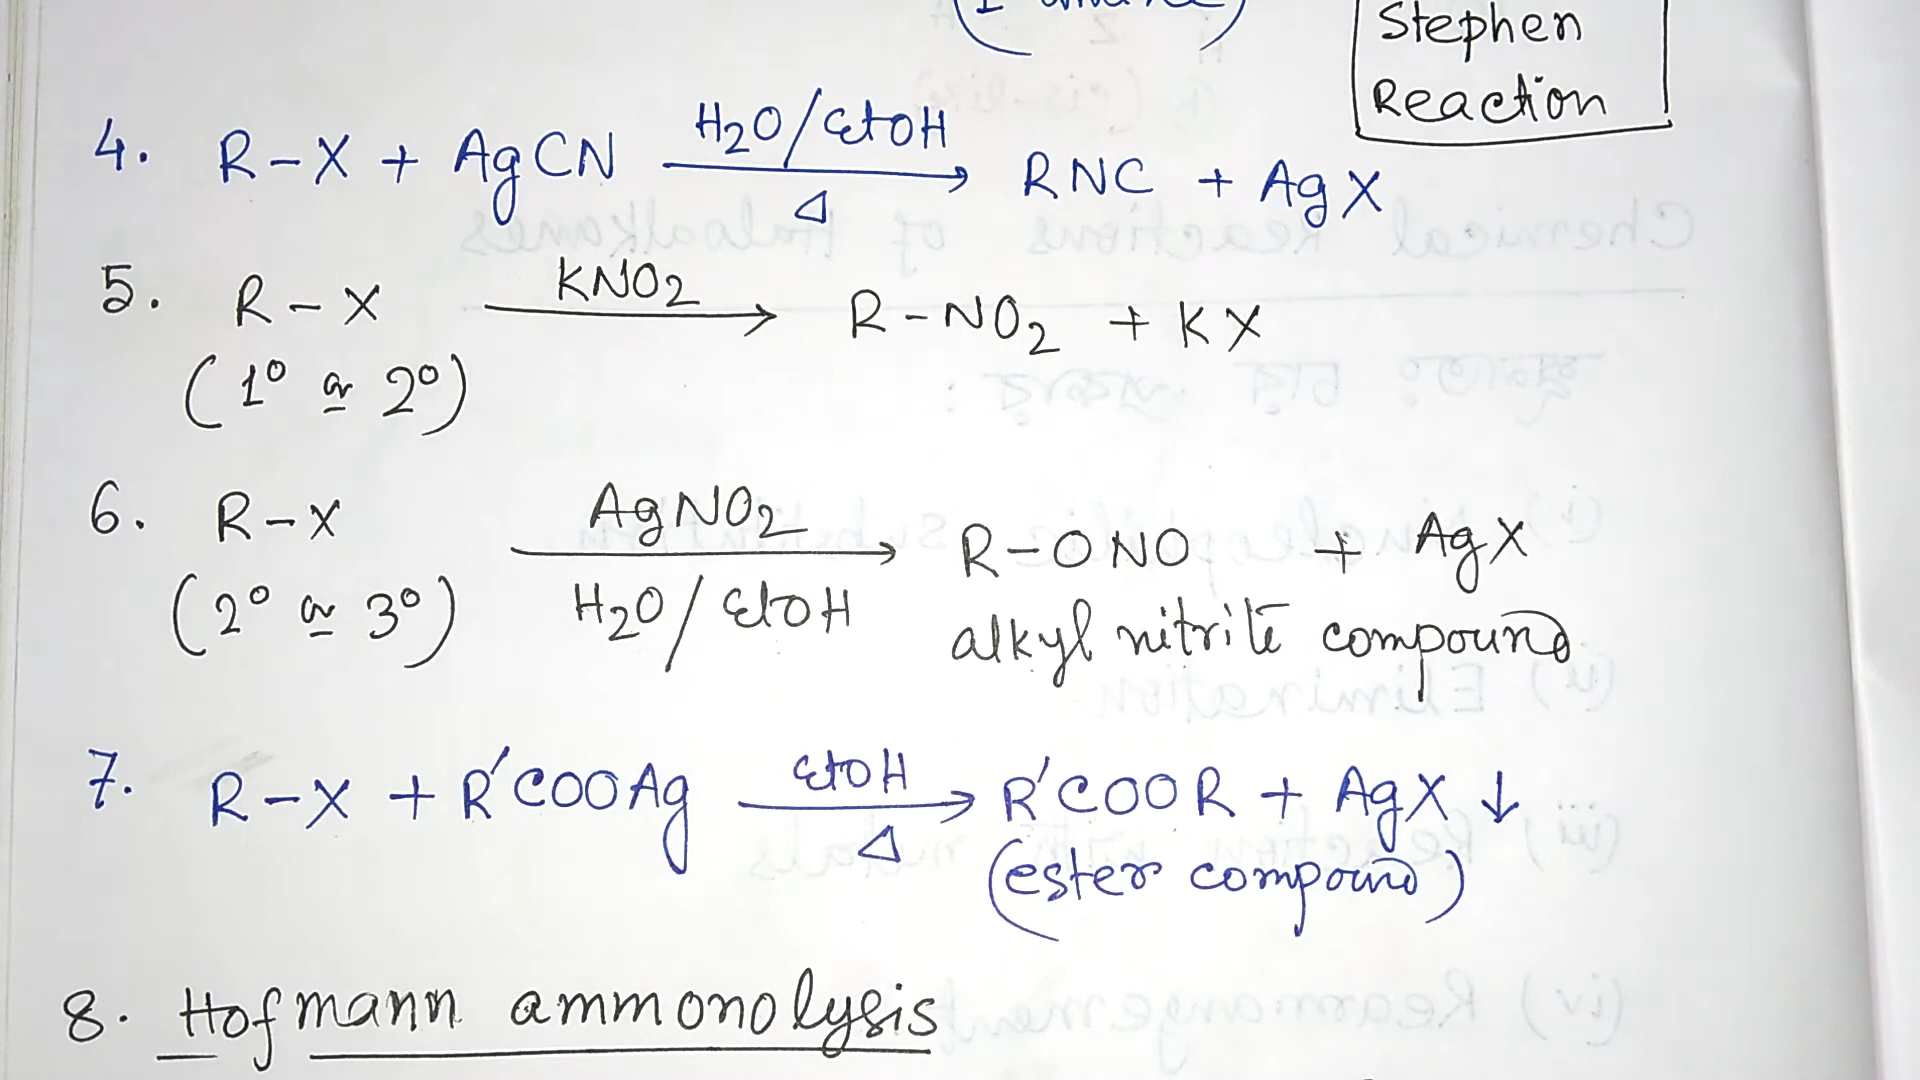 Stephen
Reaction
4. R-X + AgCN H2O/EtOH Δ → RNC + AgX
5. R-X KNO2 → R-NO2 + KX
(1° or 2°)
6. R-X AgNO2 → R-ONO + AgX
(2° or 3°) H2O/EtOH alkyl nitrite compound
7. R-X + R'COOAg EtOH Δ → R'COOR + AgX ↓
(ester compound)
8. Hofmann ammonolysis